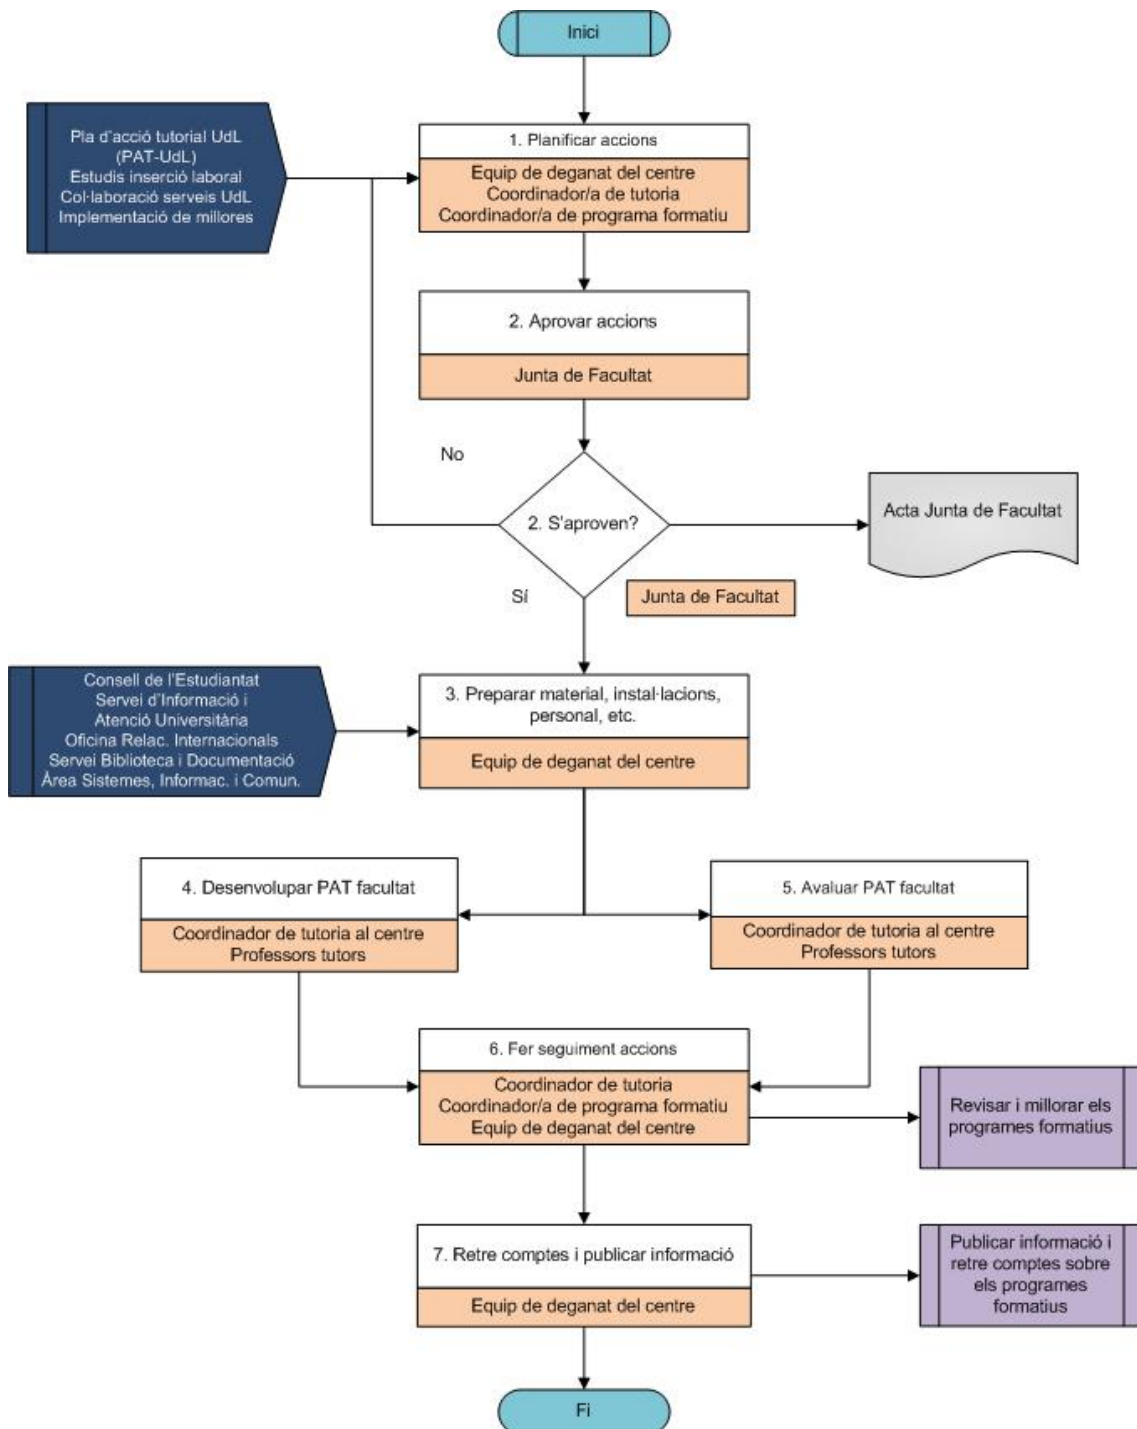 Inici
Pla d'acció tutorial UdL
(PAT-UdL)
Estudis inserció laboral
Col·laboració serveis UdL
Implementació de millores
1. Planificar accions
Equip de deganat del centre
Coordinador/a de tutoria
Coordinador/a de programa formatiu
2. Aprovar accions
Junta de Facultat
No
2. S'aproven?
Acta Junta de Facultat
Sí
Junta de Facultat
Consell de l'Estudiantat
Servei d'Informació i
Atenció Universitària
Oficina Relac. Internacionals
Servei Biblioteca i Documentació
Àrea Sistemes, Informac. i Comun.
3. Preparar material, instal·lacions,
personal, etc.
Equip de deganat del centre
4. Desenvolupar PAT facultat
Coordinador de tutoria al centre
Professors tutors
5. Avaluar PAT facultat
Coordinador de tutoria al centre
Professors tutors
6. Fer seguiment accions
Coordinador de tutoria
Coordinador/a de programa formatiu
Equip de deganat del centre
Revisar i millorar els
programes formatius
7. Retre comptes i publicar informació
Equip de deganat del centre
Publicar informació i
retre comptes sobre
els programes
formatius
Fi